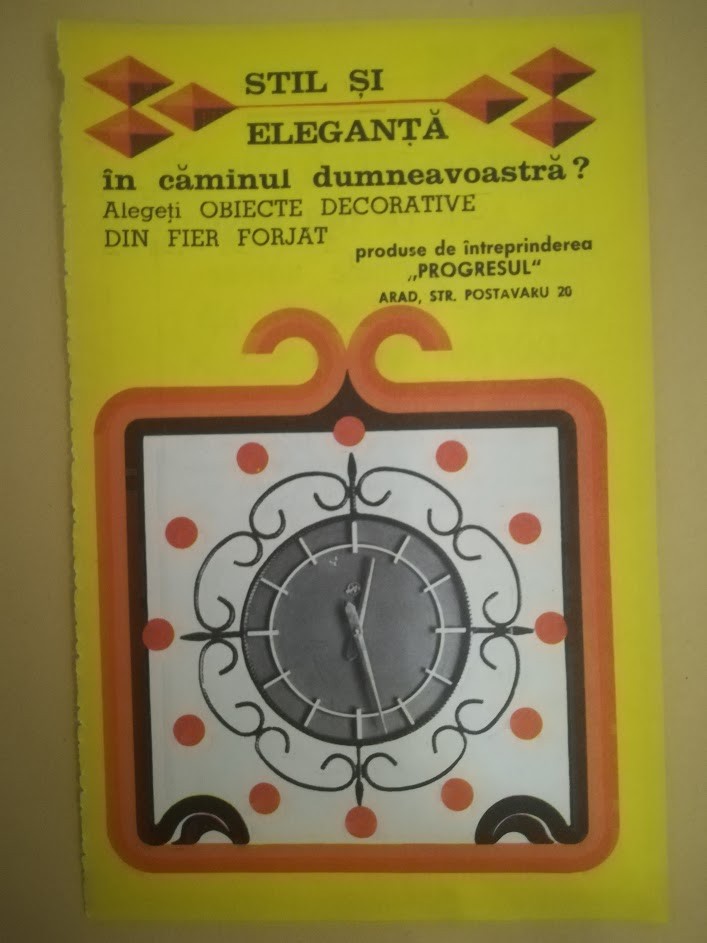 STIL ȘI
ELEGANȚĂ
în căminul dumneavoastră?
Alegeți OBIECTE DECORATIVE
DIN FIER FORJAT
produse de întreprinderea
„PROGRESUL“
ARAD, STR. POSTAVARU 20